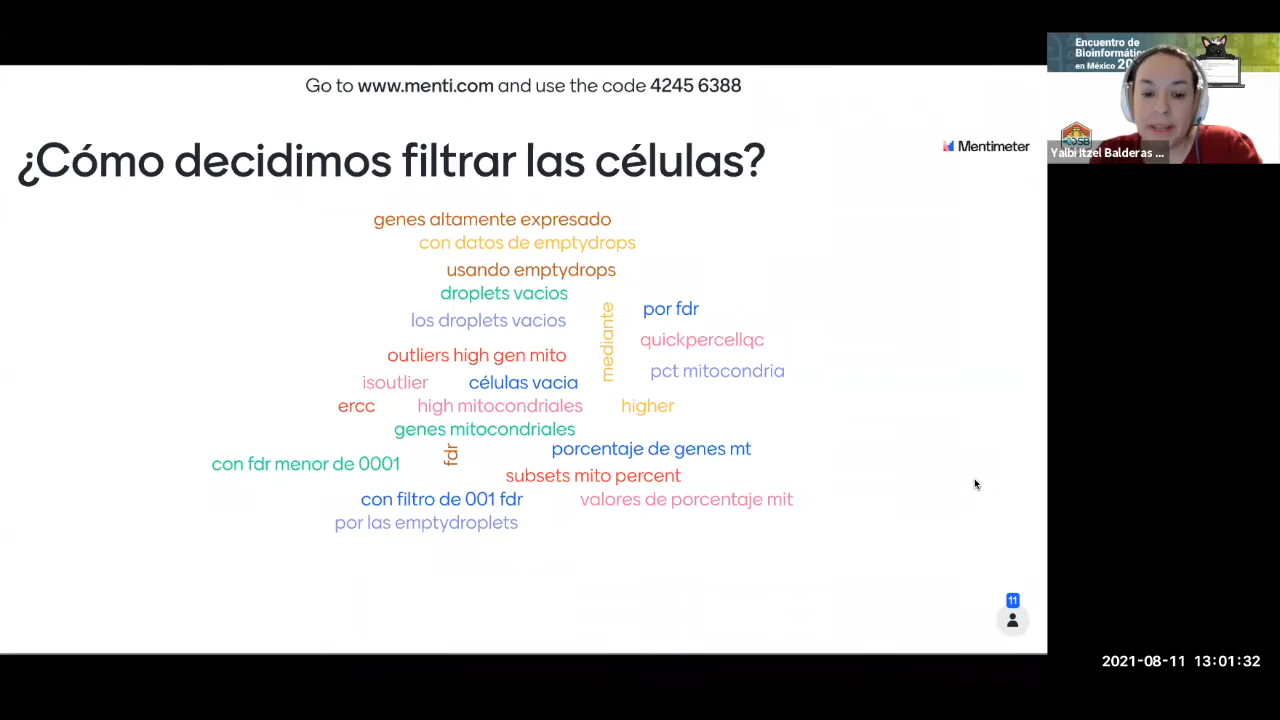 Go to www.menti.com and use the code 4245 6388
¿Cómo decidimos filtrar las células?
Mentimeter
genes altamente expresado
con datos de emptydrops
usando emptydrops
droplets vacios
los droplets vacios
mediante
por fdr
quickpercellqc
outliers high gen mito
pct mitocondria
isoutlier
células vacia
ercc
high mitocondriales
higher
genes mitocondriales
fdr
porcentaje de genes mt
con fdr menor de 0001
subsets mito percent
con filtro de 001 fdr
valores de porcentaje mit
por las emptydroplets
11
Encuentro de
Bioinformátic
en México 20
Yalbi Itzel Balderas ...
2021-08-11 13:01:32